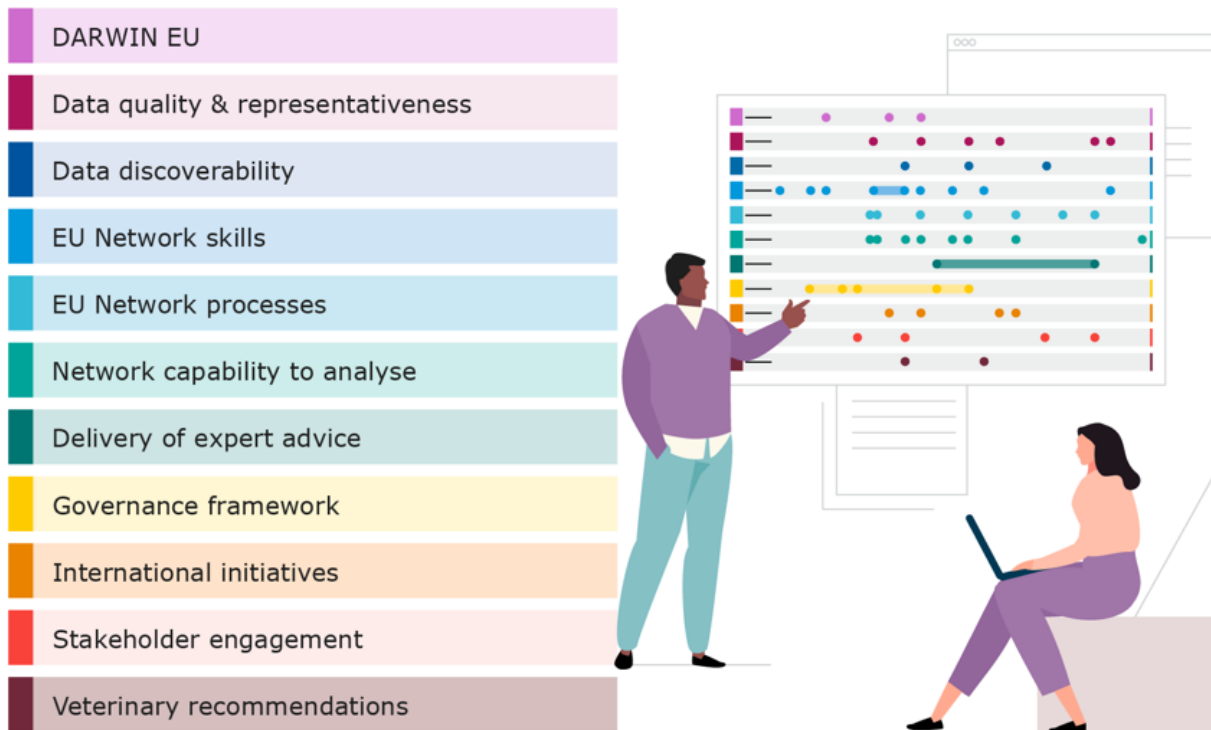 DARWIN EU
Data quality & representativeness
Data discoverability
EU Network skills
EU Network processes
Network capability to analyse
Delivery of expert advice
Governance framework
International initiatives
Stakeholder engagement
Veterinary recommendations